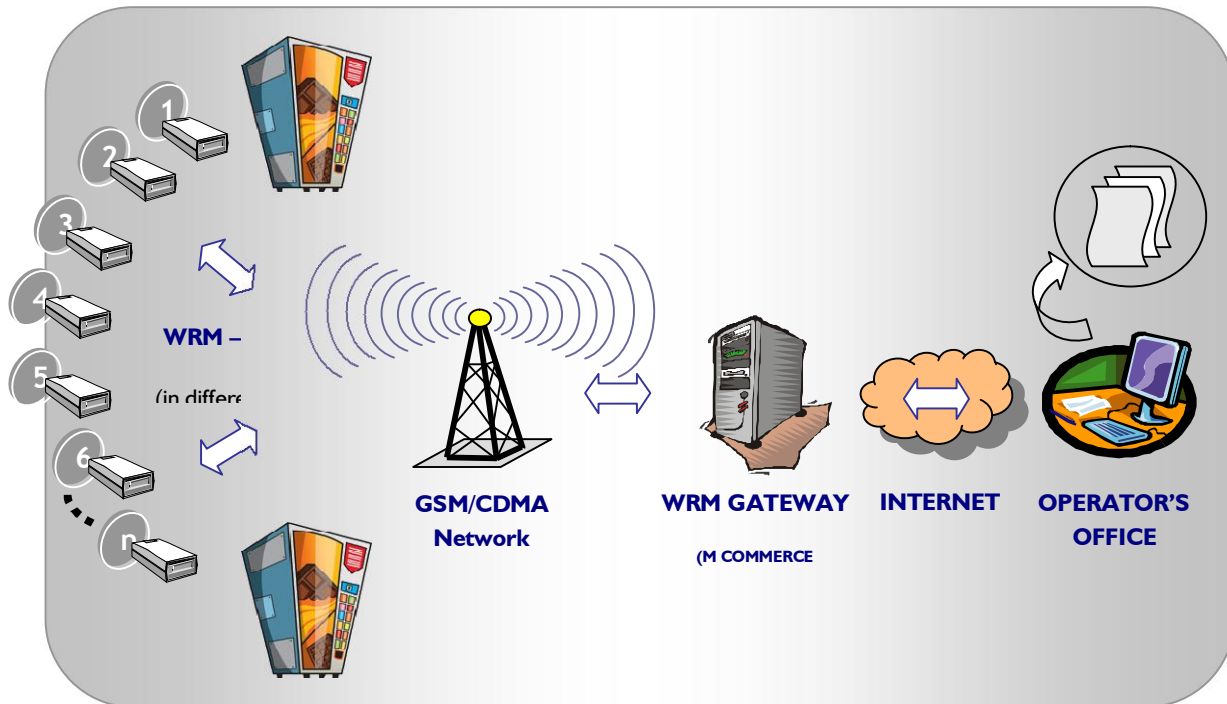 1
2
3
4
5
6
n
WRM –
(in differe
GSM/CDMA
Network
WRM GATEWAY
(M COMMERCE
INTERNET
OPERATOR’S
OFFICE